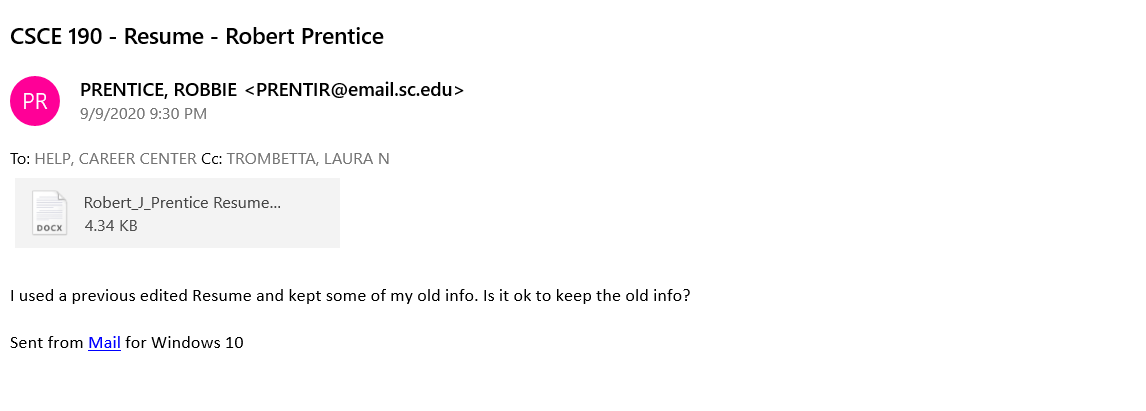 CSCE 190 - Resume - Robert Prentice
PR
PRENTICE, ROBBIE <PRENTIR@email.sc.edu>
9/9/2020 9:30 PM
To: HELP, CAREER CENTER Cc: TROMBETTA, LAURA N
DOCX
Robert_J_Prentice Resume...
4.34 KB
I used a previous edited Resume and kept some of my old info. Is it ok to keep the old info?
Sent from Mail for Windows 10